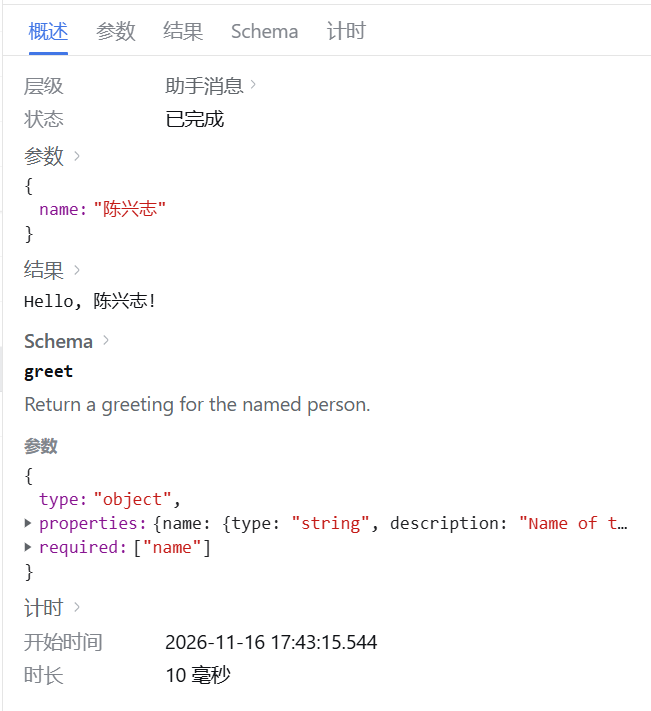 概述 参数 结果 Schema 计时
层级 助手消息
状态 已完成
参数
{
name: "陈兴志"
}
结果
Hello, 陈兴志!
Schema
greet
Return a greeting for the named person.
参数
{
type: "object",
properties: {name: {type: "string", description: "Name of t…
required: ["name"]
}
计时
开始时间 2026-11-16 17:43:15.544
时长 10 毫秒